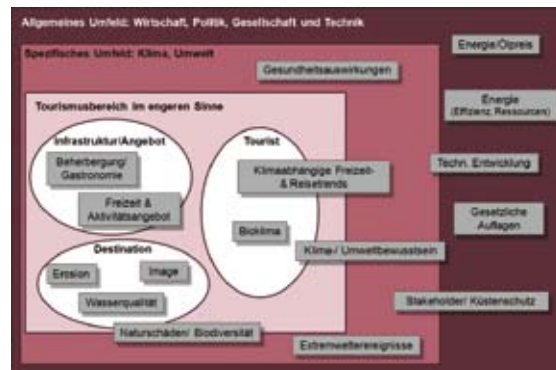 Allgemeines Umfeld: Wirtschaft, Politik, Gesellschaft und Technik
Energie/Ölpreis
Spezifisches Umfeld: Klima, Umwelt
Gesundheitsauswirkungen
Tourismusbereich im engeren Sinne
Energie
(Effizienz, Ressourcen)
Infrastruktur/Angebot
Tourist
Beherbergung/
Gastronomie
Klimaabhängige Freizeit-
& Reisetrends
Techn. Entwicklung
Freizeit &
Aktivitätsangebot
Gesetzliche
Auflagen
Bioklima
Destination
Klima-/ Umweltbewusstsein
Erosion
Image
Wasserqualität
Stakeholder/ Küstenschutz
Naturschäden/ Biodiversität
Extremwetterereignisse